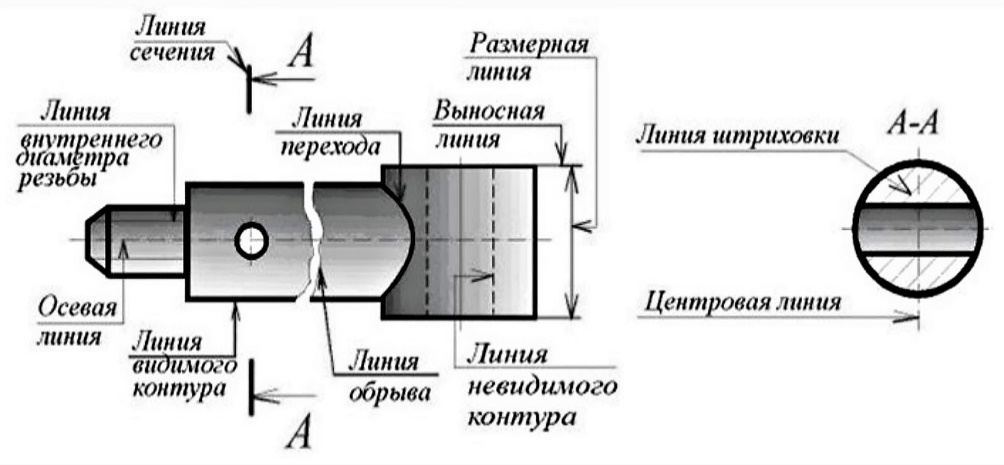 Линия
сечения
А
Размерная
линия
Линия
внутреннего
диаметра
резьбы
Линия
перехода
Выносная
линия
Линия штриховки
А-А
Осевая
линия
Линия
видимого
контура
Линия
обрыва
Линия
невидимого
контура
Центровая линия
А